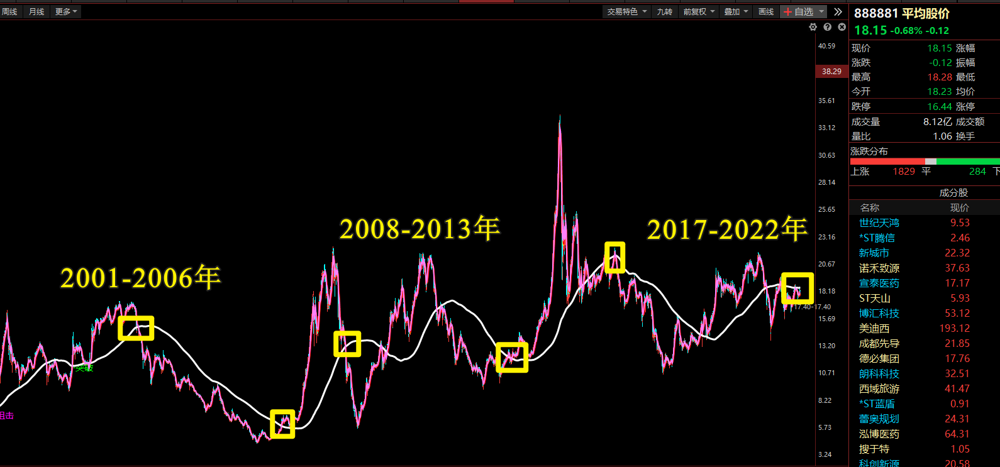 周线 月线 更多 交易特色 九转 前复权 叠加 画线 +自选
888881 平均股价
18.15 -0.68% -0.12
现价 18.15 涨幅
涨跌 -0.12 振幅
最高 18.28 最低
今开 18.23 均价
跌停 16.44 涨停
成交量 8.12亿 成交额
量比 1.06 换手
涨跌分布
上涨 1829 平 284
成分股
名称 现价
世纪天鸿 9.53
*ST腾信 2.46
新城市 22.32
诺禾致源 37.63
宣泰医药 17.17
ST天山 5.93
博汇科技 53.12
美迪西 193.12
成都先导 21.85
德必集团 17.76
朗科科技 32.51
西域旅游 41.47
*ST蓝盾 0.91
蕾奥规划 24.31
泓博医药 64.31
搜于特 1.05
科创新源 20.58
40.59
38.29
35.61
33.12
30.63
28.14
25.65
23.16
20.67
18.18
15.69
13.20
10.71
8.22
5.73
3.24
2001-2006年
2008-2013年
2017-2022年
17.40-17.40
突破